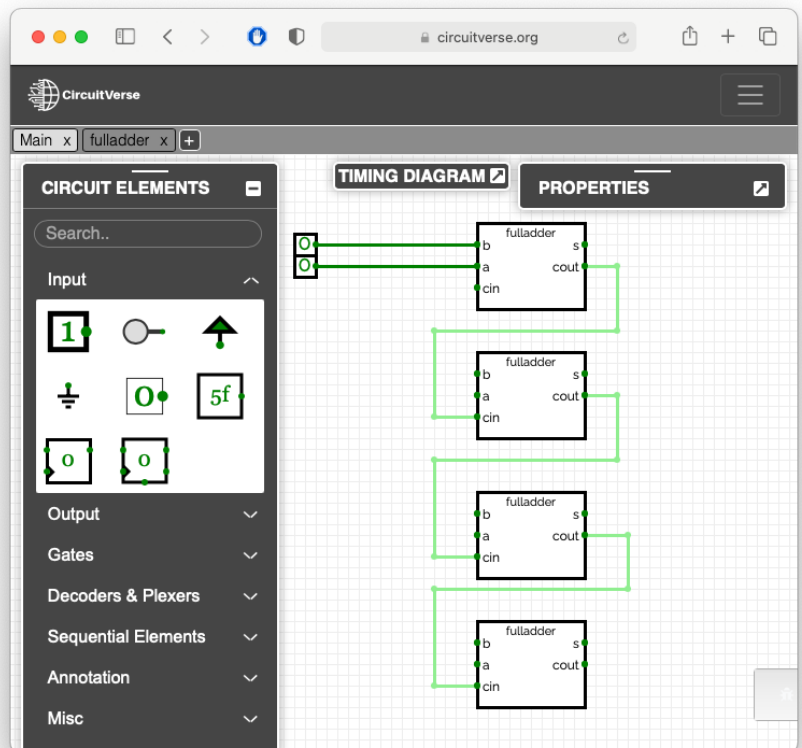 circuitverse.org
CircuitVerse
Main x fulladder x +
CIRCUIT ELEMENTS
TIMING DIAGRAM
PROPERTIES
Search..
Input
1
0
5f
0
0
Output
Gates
Decoders & Plexers
Sequential Elements
Annotation
Misc
0
0
fulladder
b s
a cout
cin
fulladder
b s
a cout
cin
fulladder
b s
a cout
cin
fulladder
b s
a cout
cin